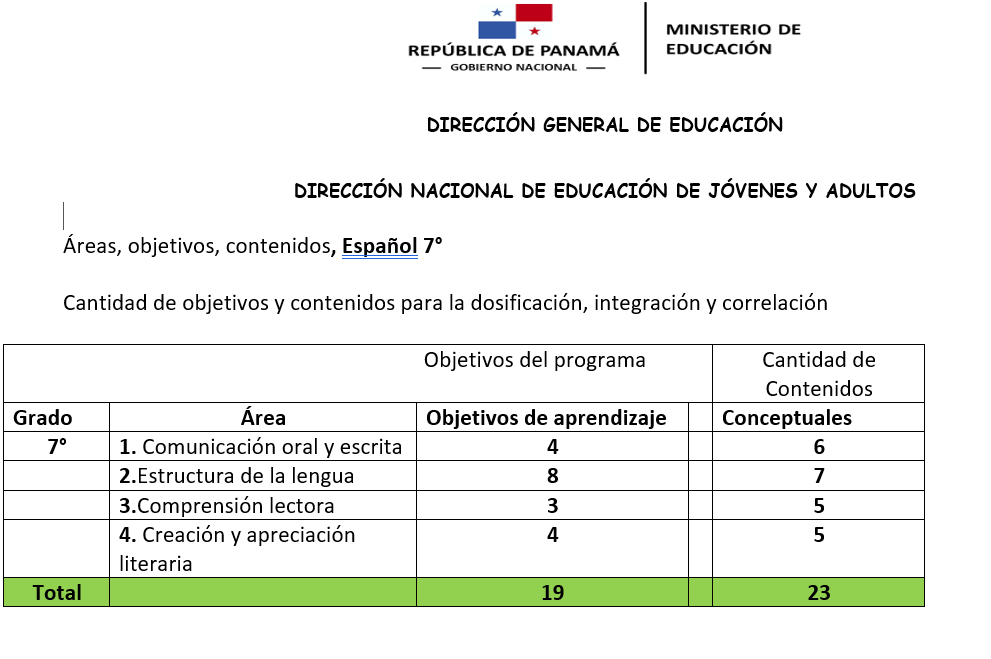 REPÚBLICA DE PANAMÁ
— GOBIERNO NACIONAL —
MINISTERIO DE
EDUCACIÓN
DIRECCIÓN GENERAL DE EDUCACIÓN
DIRECCIÓN NACIONAL DE EDUCACIÓN DE JÓVENES Y ADULTOS
Áreas, objetivos, contenidos, Español 7°
Cantidad de objetivos y contenidos para la dosificación, integración y correlación
Objetivos del programa Cantidad de
Contenidos
Grado Área Objetivos de aprendizaje Conceptuales
7° 1. Comunicación oral y escrita 4 6
2.Estructura de la lengua 8 7
3.Comprensión lectora 3 5
4. Creación y apreciación 4 5
literaria
Total 19 23